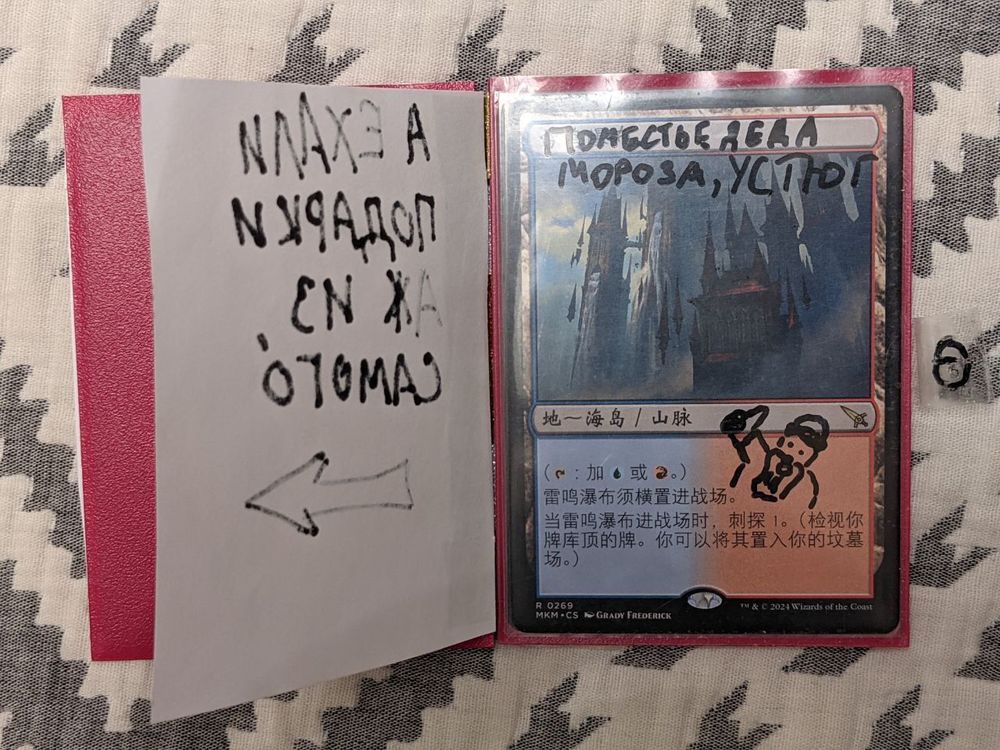 А ЕХАЛИ
ПОДАРКИ
АЖ ИЗ
САМОГО,
ПОМЕСТЬЕ ДЕДА
МОРОЗА, УСТЮГ
地～海岛 / 山脉
( : 加 或 。)
雷鸣瀑布须横置进战场。
当雷鸣瀑布进战场时，刺探 1。（检视你
牌库顶的牌。你可以将其置入你的坟墓
场。）
R 0269
MKM • CS GRADY FREDERICK
™ & © 2024 Wizards of the Coast